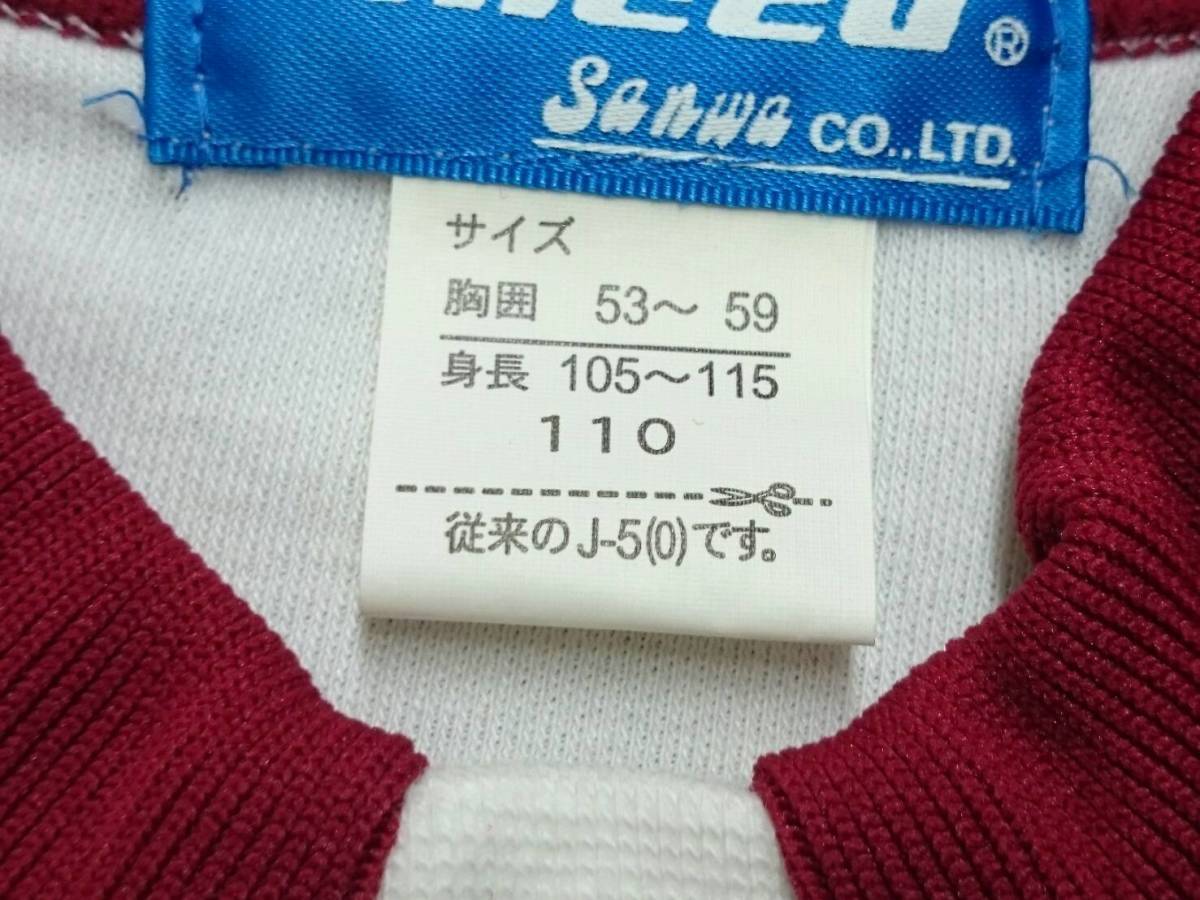 ®
Sanwa CO.,LTD.
サイズ
胸囲 53〜 59
身長 105〜115
110
従来のJ-5(0)です。